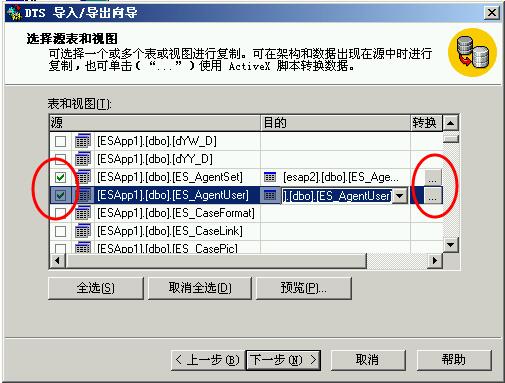 DTS 导入/导出向导
选择源表和视图
可选择一个或多个表或视图进行复制。可在架构和数据出现在源中时进行
复制，也可单击(“...”)使用 ActiveX 脚本转换数据。
表和视图(T):
源 目的 转换
[ESApp1].[dbo].[dYW_D]
[ESApp1].[dbo].[dYY_D]
[ESApp1].[dbo].[ES_AgentSet] [esap2].[dbo].[ES_Age... ...
[ESApp1].[dbo].[ES_AgentUser] ].[dbo].[ES_AgentUser] ...
[ESApp1].[dbo].[ES_CaseFormat]
[ESApp1].[dbo].[ES_CaseLink]
[ESApp1].[dbo].[ES_CasePic]
全选(S) 取消全选(D) 预览(P)...
< 上一步(B) 下一步(N) > 取消 帮助